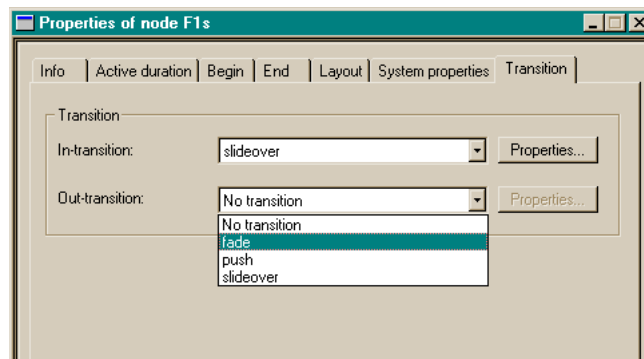 Properties of node F1s
Info Active duration Begin End Layout System properties Transition
Transition
In-transition: slideover Properties...
Out-transition: No transition Properties...
No transition
fade
push
slideover